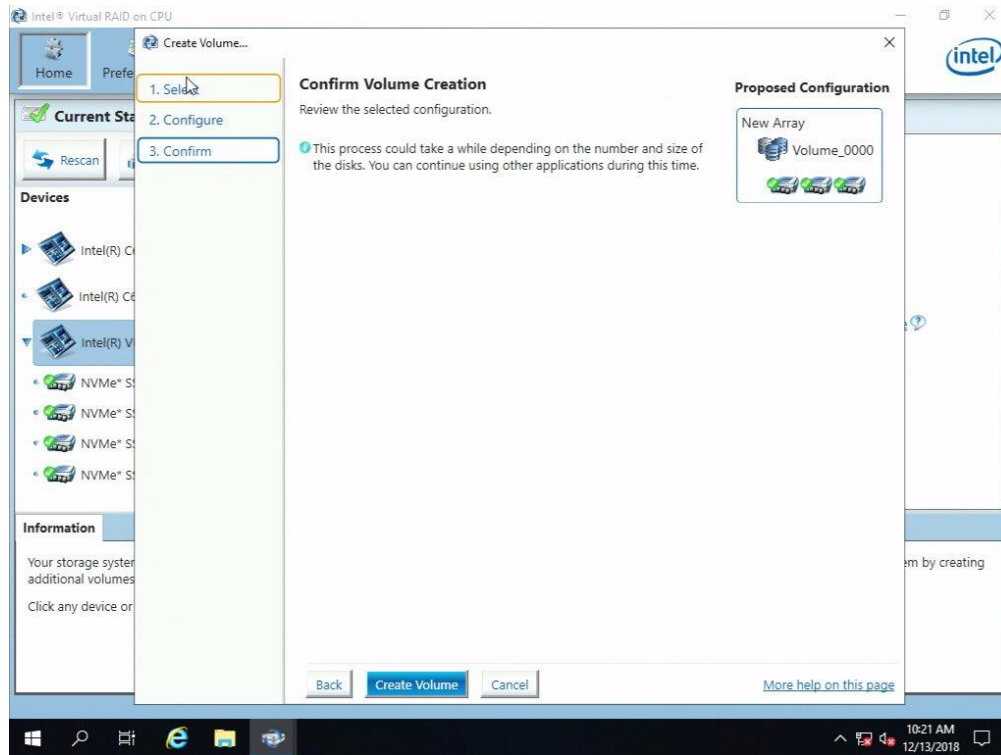 Intel® Virtual RAID on CPU
Home
intel
Current
Rescan
Devices
Intel(R)
Intel(R)
Intel(R)
NVMe*
NVMe*
NVMe*
NVMe*
Information
Your storage
em by creating
additional volumes
Click any device or
Create Volume...
1. Select
2. Configure
3. Confirm
Confirm Volume Creation
Review the selected configuration.
This process could take a while depending on the number and size of
the disks. You can continue using other applications during this time.
Proposed Configuration
New Array
Volume_0000
Back
Create Volume
Cancel
More help on this page
10:21 AM
12/13/2018